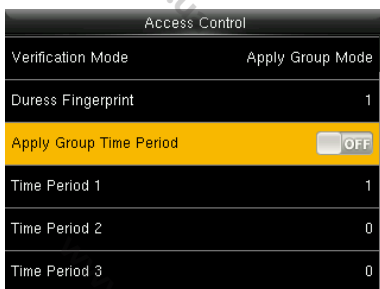 Access Control
Verification Mode Apply Group Mode
Duress Fingerprint 1
Apply Group Time Period OFF
Time Period 1 1
Time Period 2 0
Time Period 3 0